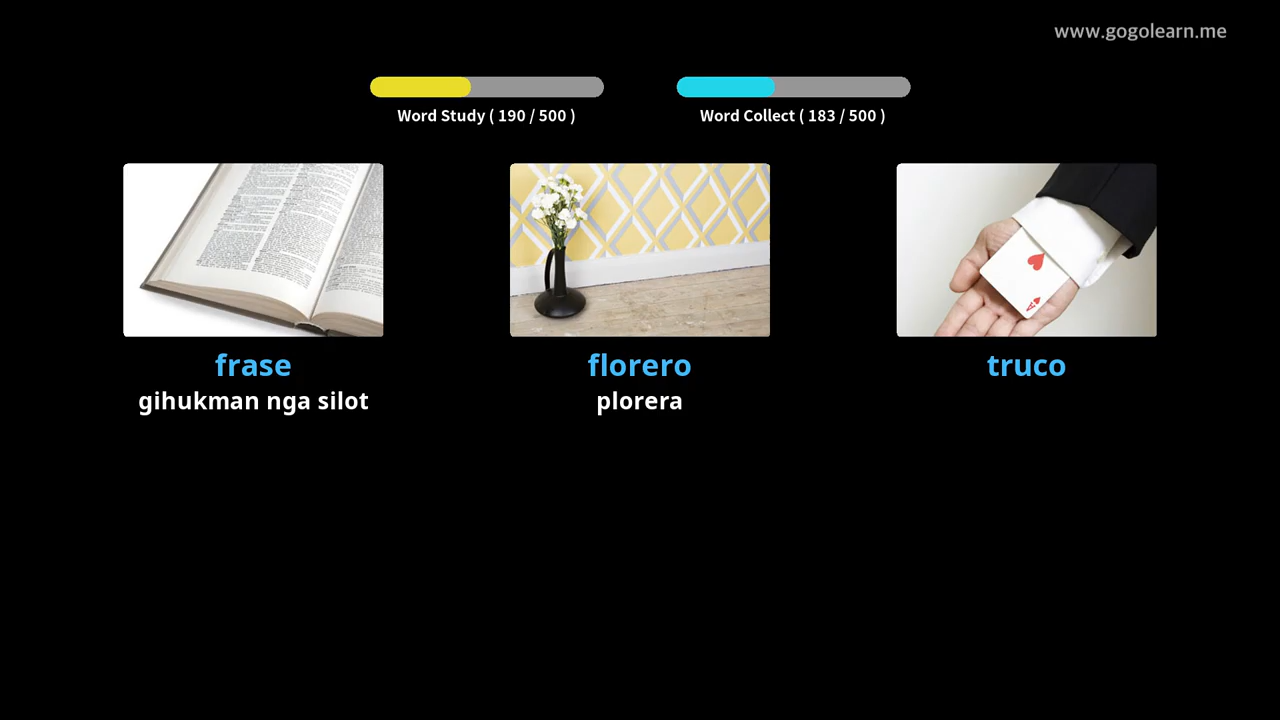 www.gogolearn.me
Word Study ( 190 / 500 )
Word Collect ( 183 / 500 )
frase
gihukman nga silot
florero
plorera
truco